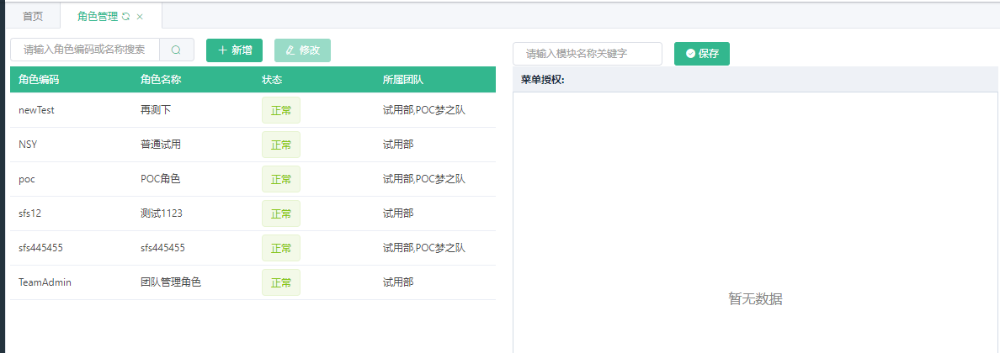 首页 角色管理
请输入角色编码或名称搜索 新增 修改
角色编码 角色名称 状态 所属团队
newTest 再测下 正常 试用部,POC梦之队
NSY 普通试用 正常 试用部
poc POC角色 正常 试用部,POC梦之队
sfs12 测试1123 正常 试用部
sfs445455 sfs445455 正常 试用部,POC梦之队
TeamAdmin 团队管理角色 正常 试用部
请输入模块名称关键字 保存
菜单授权:
暂无数据